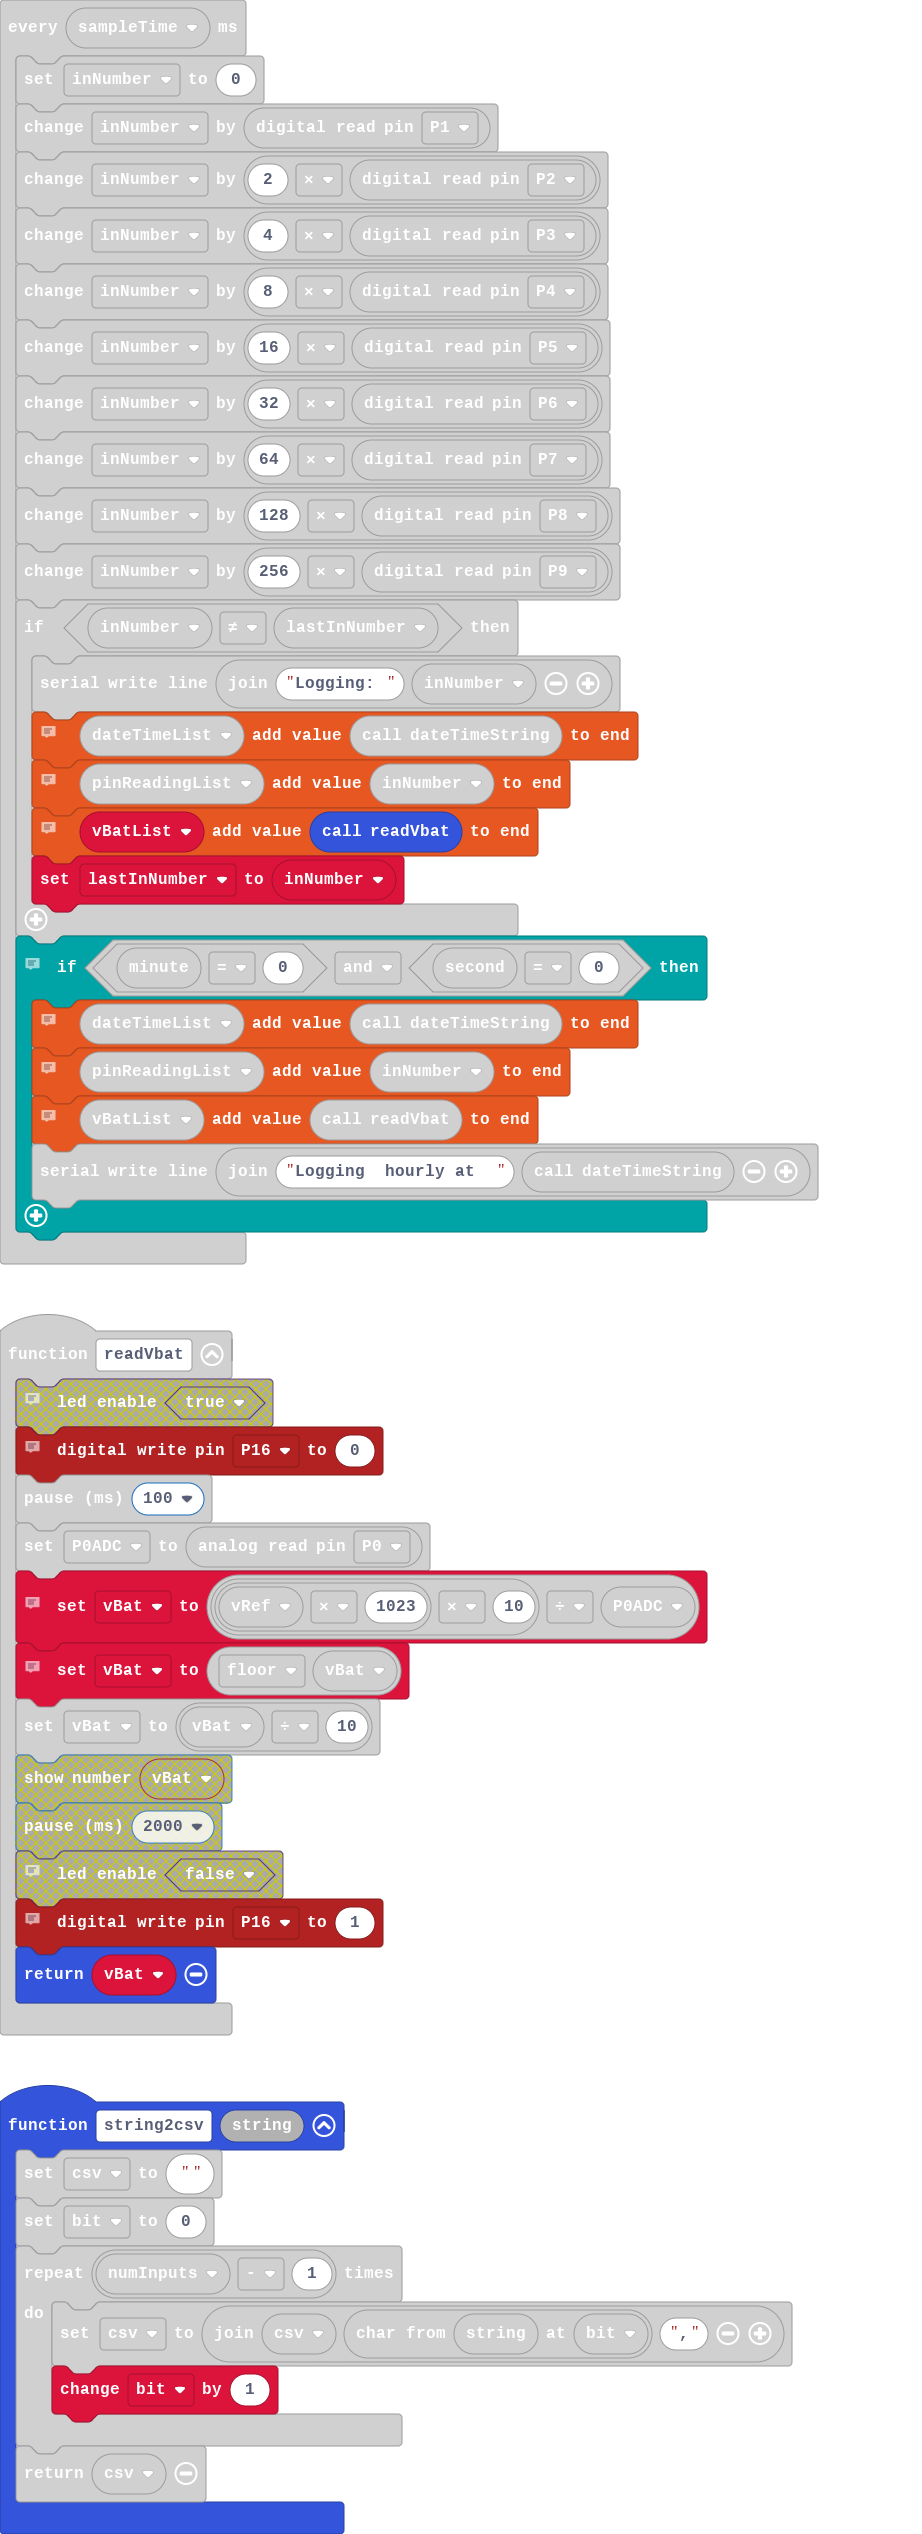 every sampleTime ms
set inNumber to 0
change inNumber by digital read pin P1
change inNumber by 2 × digital read pin P2
change inNumber by 4 × digital read pin P3
change inNumber by 8 × digital read pin P4
change inNumber by 16 × digital read pin P5
change inNumber by 32 × digital read pin P6
change inNumber by 64 × digital read pin P7
change inNumber by 128 × digital read pin P8
change inNumber by 256 × digital read pin P9
if inNumber ≠ lastInNumber then
serial write line join "Logging: " inNumber
dateTimeList add value call dateTimeString to end
pinReadingList add value inNumber to end
vBatList add value call readVbat to end
set lastInNumber to inNumber
if minute = 0 and second = 0 then
dateTimeList add value call dateTimeString to end
pinReadingList add value inNumber to end
vBatList add value call readVbat to end
serial write line join "Logging  hourly at  " call dateTimeString
function readVbat
led enable true
digital write pin P16 to 0
pause (ms) 100
set P0ADC to analog read pin P0
set vBat to vRef × 1023 × 10 ÷ P0ADC
set vBat to floor vBat
set vBat to vBat ÷ 10
show number vBat
pause (ms) 2000
led enable false
digital write pin P16 to 1
return vBat
function string2csv string
set csv to ""
set bit to 0
repeat numInputs - 1 times
do
set csv to join csv char from string at bit ","
change bit by 1
return csv